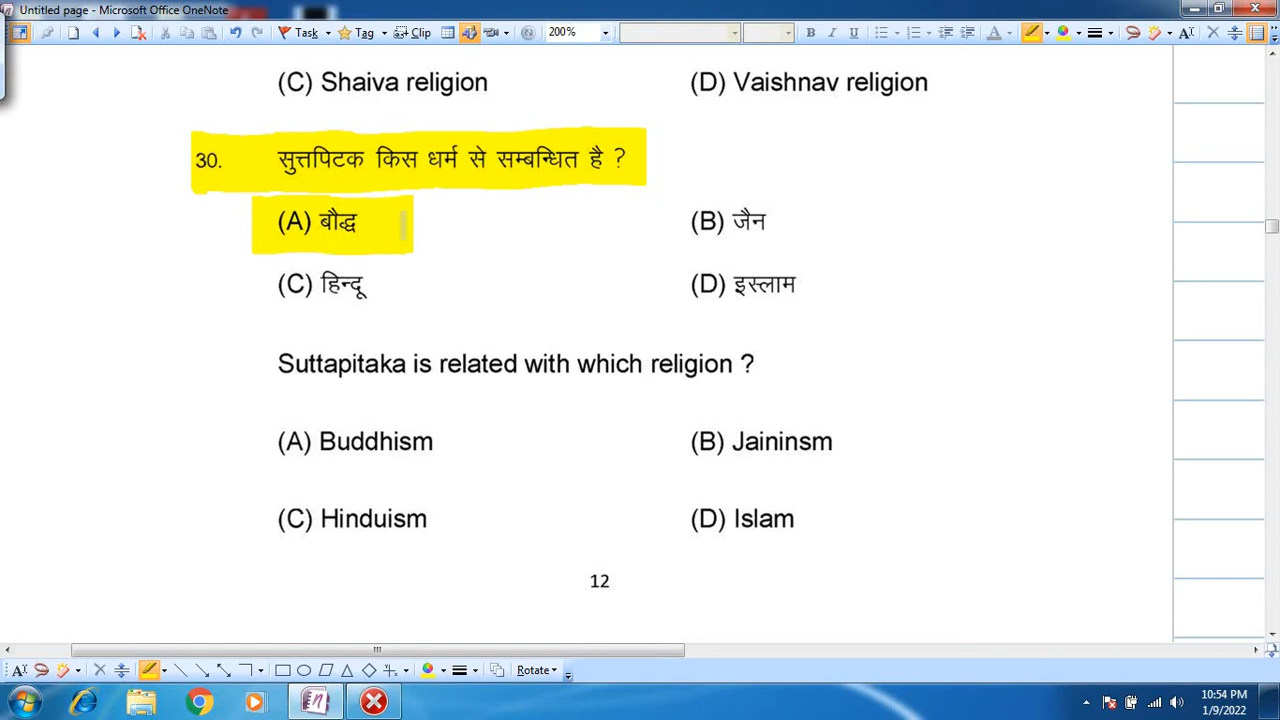 Untitled page - Microsoft Office OneNote
Task Tag Clip 200% B I U A
(C) Shaiva religion (D) Vaishnav religion
30. सुत्तपिटक किस धर्म से सम्बन्धित है ?
(A) बौद्ध (B) जैन
(C) हिन्दू (D) इस्लाम
Suttapitaka is related with which religion ?
(A) Buddhism (B) Jaininsm
(C) Hinduism (D) Islam
12
Rotate
10:54 PM
1/9/2022